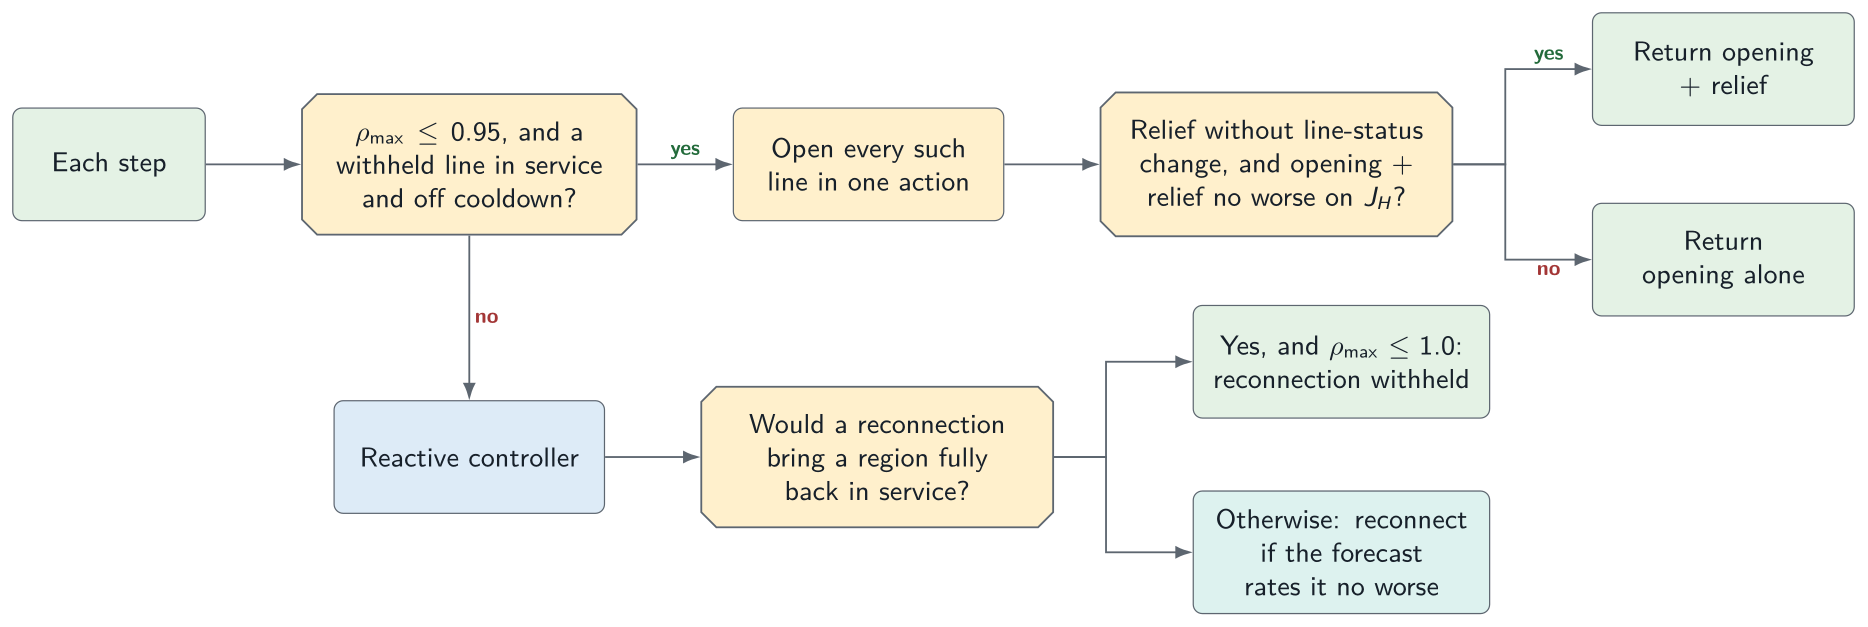 Each step
ρmax ≤ 0.95, and a
withheld line in service
and off cooldown?
yes
Open every such
line in one action
Relief without line-status
change, and opening +
relief no worse on JH?
yes
Return opening
+ relief
no
Return
opening alone
no
Reactive controller
Would a reconnection
bring a region fully
back in service?
Yes, and ρmax ≤ 1.0:
reconnection withheld
Otherwise: reconnect
if the forecast
rates it no worse